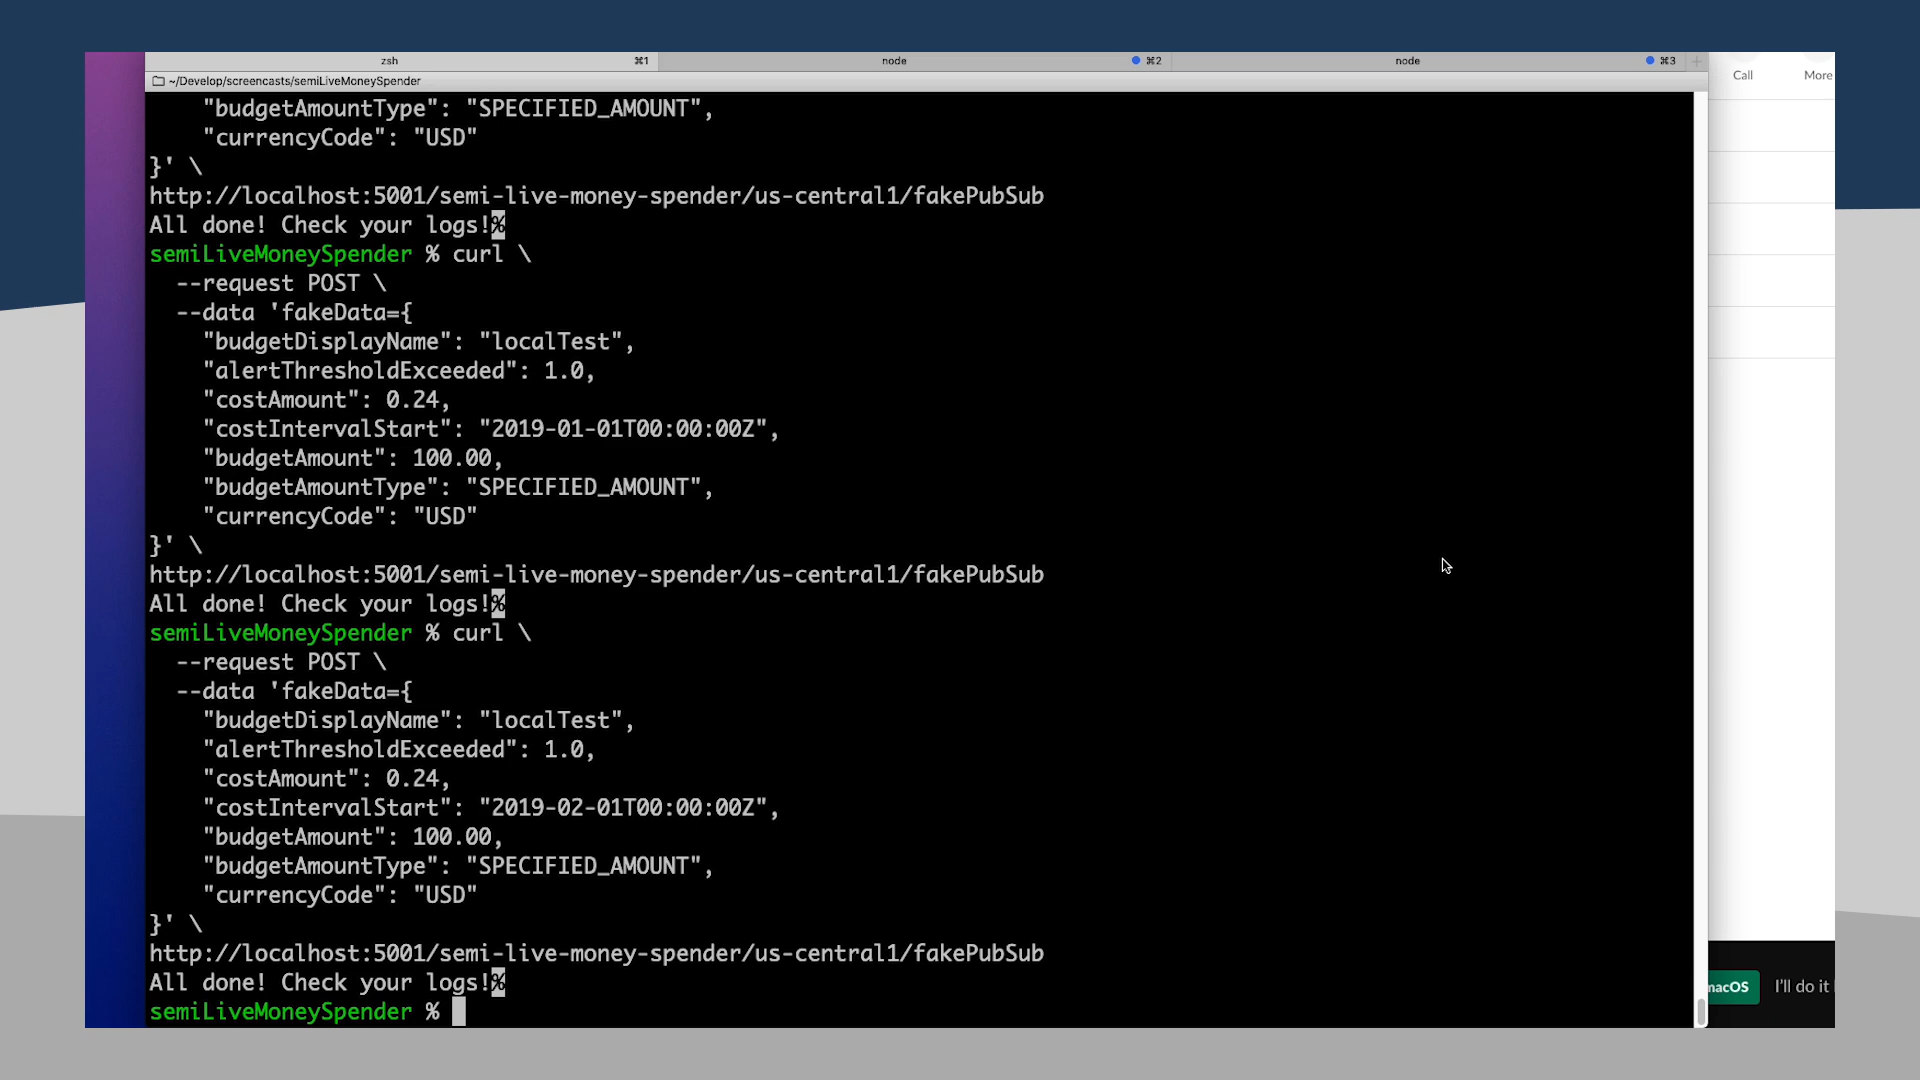 zsh ⌘1 node ⌘2 node ⌘3 +
~/Develop/screencasts/semiLiveMoneySpender
Call More
"budgetAmountType": "SPECIFIED_AMOUNT",
"currencyCode": "USD"
}' \
http://localhost:5001/semi-live-money-spender/us-central1/fakePubSub
All done! Check your logs!%
semiLiveMoneySpender % curl \
--request POST \
--data 'fakeData={
"budgetDisplayName": "localTest",
"alertThresholdExceeded": 1.0,
"costAmount": 0.24,
"costIntervalStart": "2019-01-01T00:00:00Z",
"budgetAmount": 100.00,
"budgetAmountType": "SPECIFIED_AMOUNT",
"currencyCode": "USD"
}' \
http://localhost:5001/semi-live-money-spender/us-central1/fakePubSub
All done! Check your logs!%
semiLiveMoneySpender % curl \
--request POST \
--data 'fakeData={
"budgetDisplayName": "localTest",
"alertThresholdExceeded": 1.0,
"costAmount": 0.24,
"costIntervalStart": "2019-02-01T00:00:00Z",
"budgetAmount": 100.00,
"budgetAmountType": "SPECIFIED_AMOUNT",
"currencyCode": "USD"
}' \
http://localhost:5001/semi-live-money-spender/us-central1/fakePubSub
All done! Check your logs!%
semiLiveMoneySpender %
macOS I'll do it